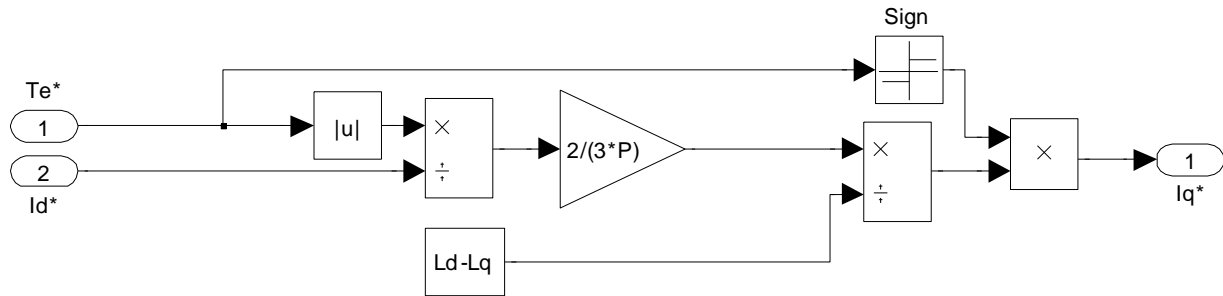 Sign
Te*
1
|u|
×
÷
2/(3*P)
×
÷
×
1
Iq*
2
Id*
Ld-Lq